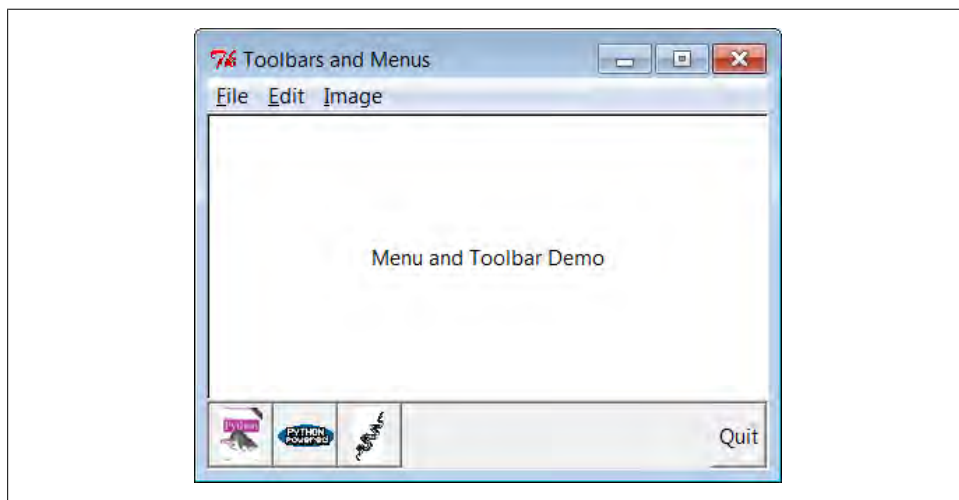 Toolbars and Menus
File Edit Image
Menu and Toolbar Demo
Python
PYTHON
Powered
Quit